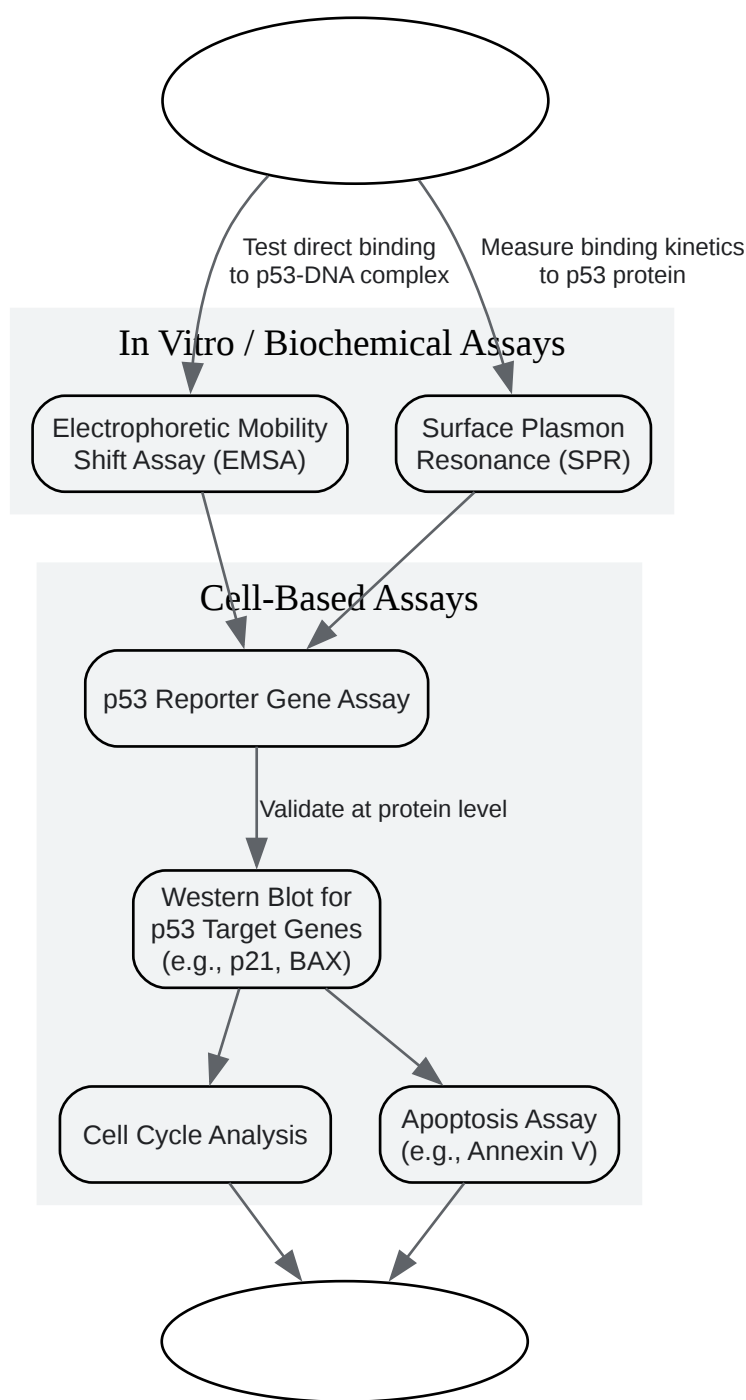 Test direct binding
to p53-DNA complex
Measure binding kinetics
to p53 protein
In Vitro / Biochemical Assays
Electrophoretic Mobility
Shift Assay (EMSA)
Surface Plasmon
Resonance (SPR)
Cell-Based Assays
p53 Reporter Gene Assay
Validate at protein level
Western Blot for
p53 Target Genes
(e.g., p21, BAX)
Cell Cycle Analysis
Apoptosis Assay
(e.g., Annexin V)